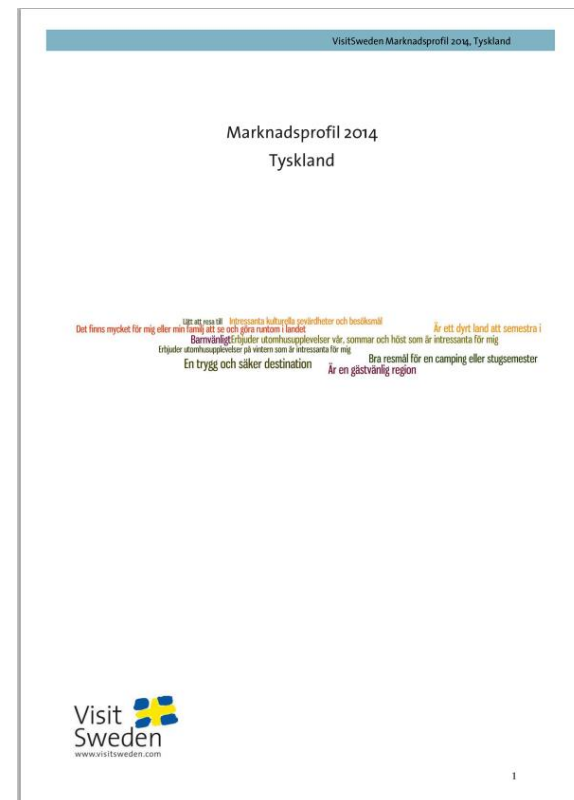 VisitSweden Marknadsprofil 2014, Tyskland
Marknadsprofil 2014
Tyskland
Lätt att resa till Intressanta kulturella sevärdheter och besöksmål
Det finns mycket för mig eller min familj att se och göra runtom i landet Är ett dyrt land att semestra i
Barnvänligt Erbjuder utomhusupplevelser vår, sommar och höst som är intressanta för mig
Erbjuder utomhusupplevelser på vintern som är intressanta för mig
Bra resmål för en camping eller stugsemester
En trygg och säker destination Är en gästvänlig region
Visit
Sweden
www.visitsweden.com
1